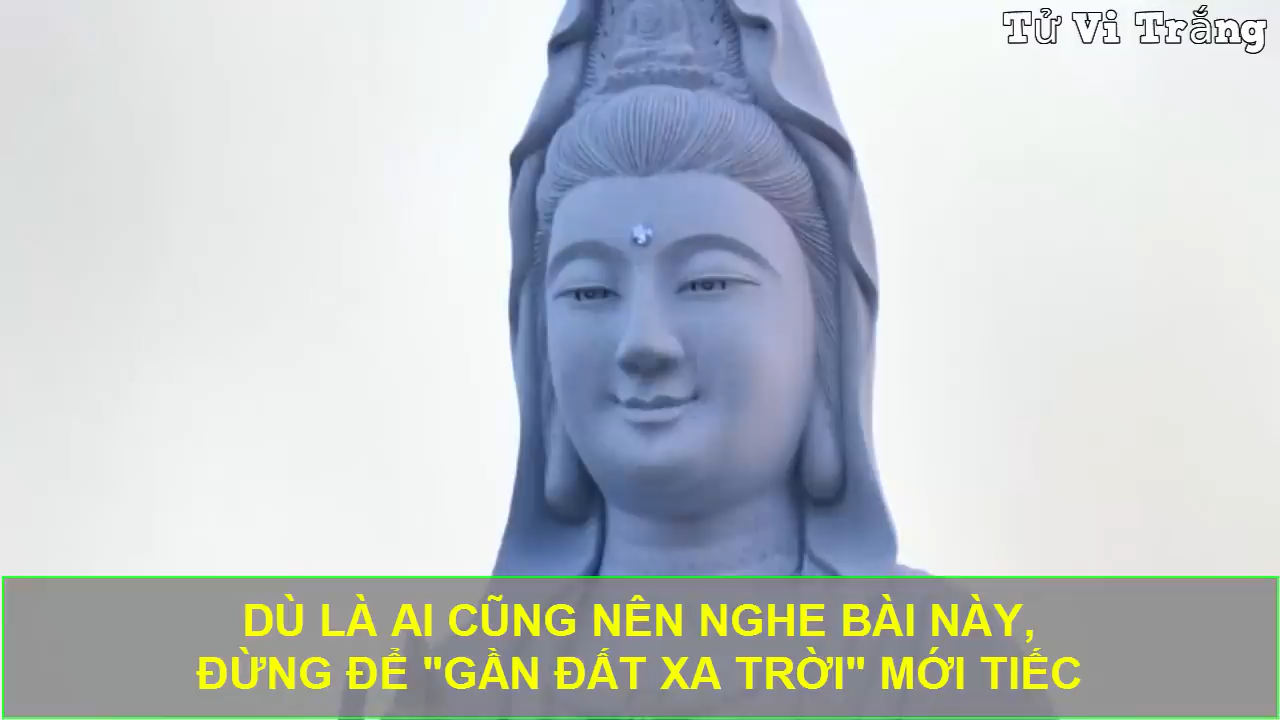 Tử Vi Trắng
DÙ LÀ AI CŨNG NÊN NGHE BÀI NÀY,
ĐỪNG ĐỂ "GẦN ĐẤT XA TRỜI" MỚI TIẾC